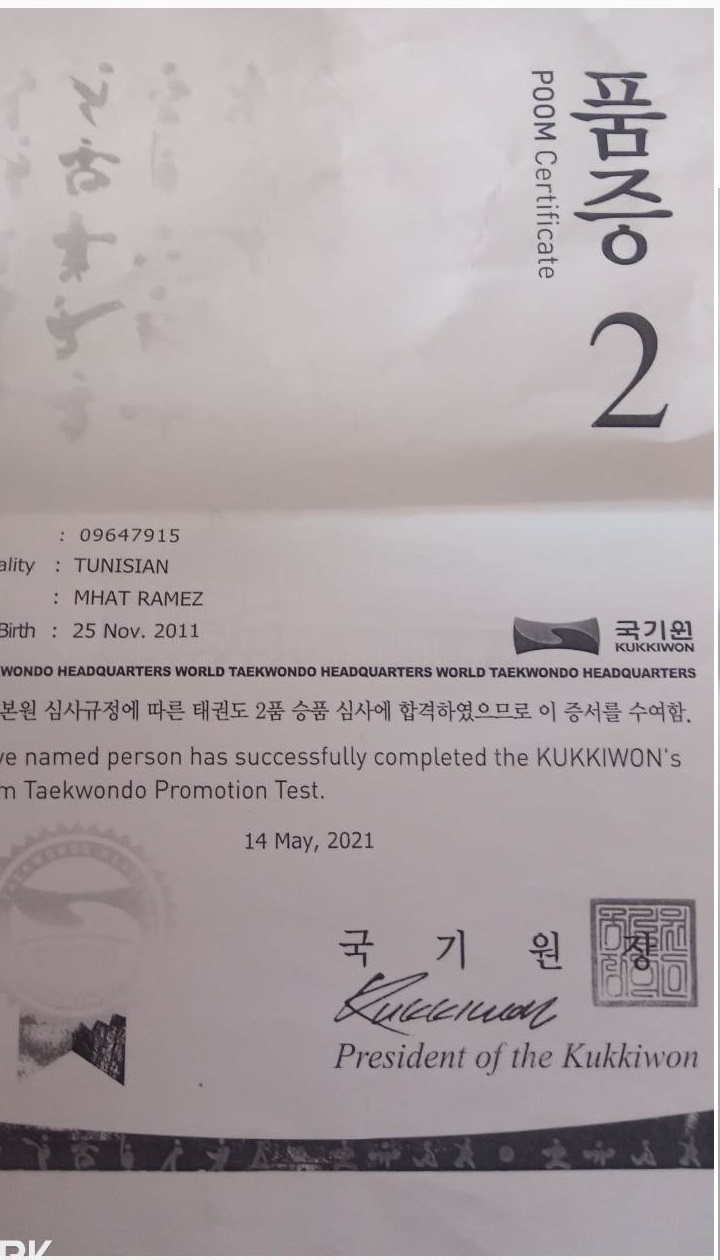 품증
POOM Certificate
2
: 09647915
ality : TUNISIAN
: MHAT RAMEZ
Birth : 25 Nov. 2011
국기원
KUKKIWON
WONDO HEADQUARTERS WORLD TAEKWONDO HEADQUARTERS WORLD TAEKWONDO HEADQUARTERS
본원 심사규정에 따른 태권도 2품 승품 심사에 합격하였으므로 이 증서를 수여함.
ve named person has successfully completed the KUKKIWON's
m Taekwondo Promotion Test.
14 May, 2021
국 기 원 장
Kukkiwon
President of the Kukkiwon
RK